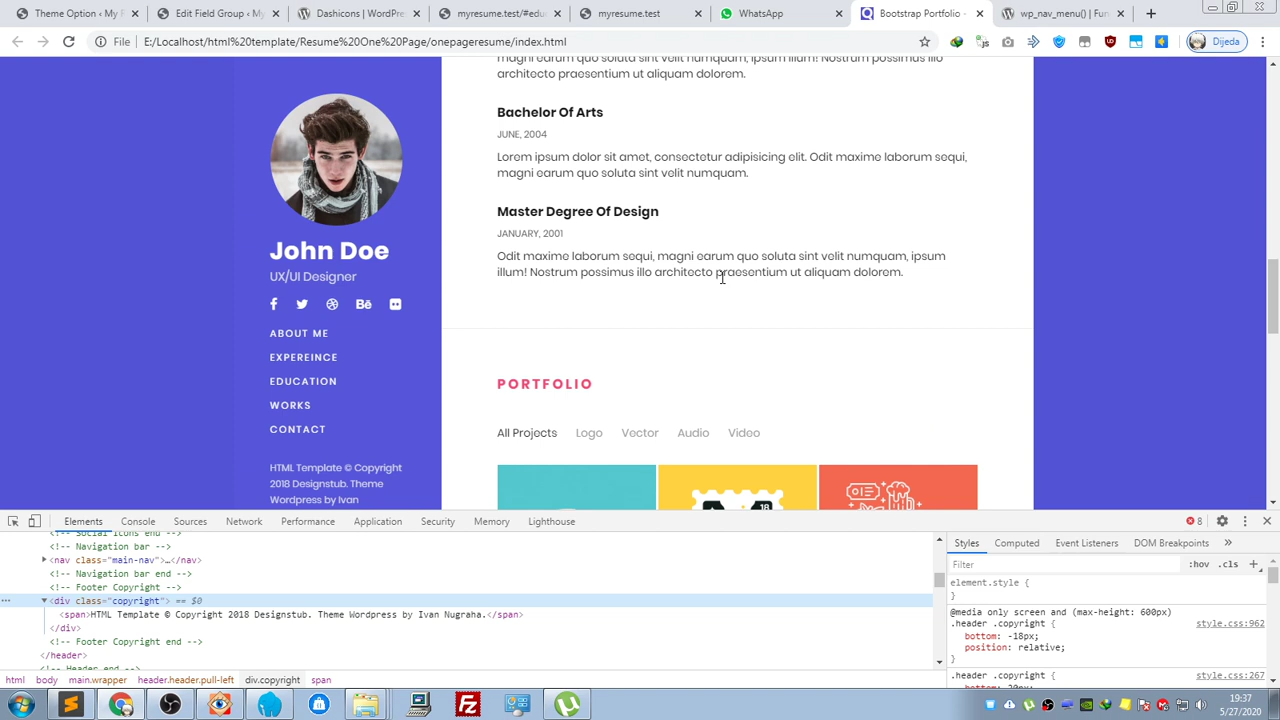 Theme Option < My
Edit Field Group < My
Dashicons | WordPre
myresume.test/#edu
myresume.test
WhatsApp
Bootstrap Portfolio -
wp_nav_menu() | Fun
File E:/Localhost/html%20template/Resume%20One%20Page/onepageresume/index.html
Dijeda
magni earum quo soluta sint velit numquam, ipsum illum! Nostrum possimus illo
architecto praesentium ut aliquam dolorem.
Bachelor Of Arts
JUNE, 2004
Lorem ipsum dolor sit amet, consectetur adipisicing elit. Odit maxime laborum sequi,
magni earum quo soluta sint velit numquam.
Master Degree Of Design
JANUARY, 2001
Odit maxime laborum sequi, magni earum quo soluta sint velit numquam, ipsum
illum! Nostrum possimus illo architecto praesentium ut aliquam dolorem.
John Doe
UX/UI Designer
ABOUT ME
EXPEREINCE
EDUCATION
WORKS
CONTACT
HTML Template © Copyright
2018 Designstub. Theme
Wordpress by Ivan
PORTFOLIO
All Projects Logo Vector Audio Video
18
Elements Console Sources Network Performance Application Security Memory Lighthouse
8
<!-- Social Icons end -->
<!-- Navigation bar -->
<nav class="main-nav">…</nav>
<!-- Navigation bar end -->
<!-- Footer Copyright -->
<div class="copyright"> == $0
<span>HTML Template © Copyright 2018 Designstub. Theme Wordpress by Ivan Nugraha.</span>
</div>
<!-- Footer Copyright end -->
</header>
<!-- Header end -->
html body main.wrapper header.header.pull-left div.copyright span
Styles Computed Event Listeners DOM Breakpoints »
Filter :hov .cls +
element.style {
}
@media only screen and (max-height: 600px)
.header .copyright { style.css:962
bottom: -18px;
position: relative;
}
.header .copyright { style.css:267
bottom: 20px;
19:37
5/27/2020